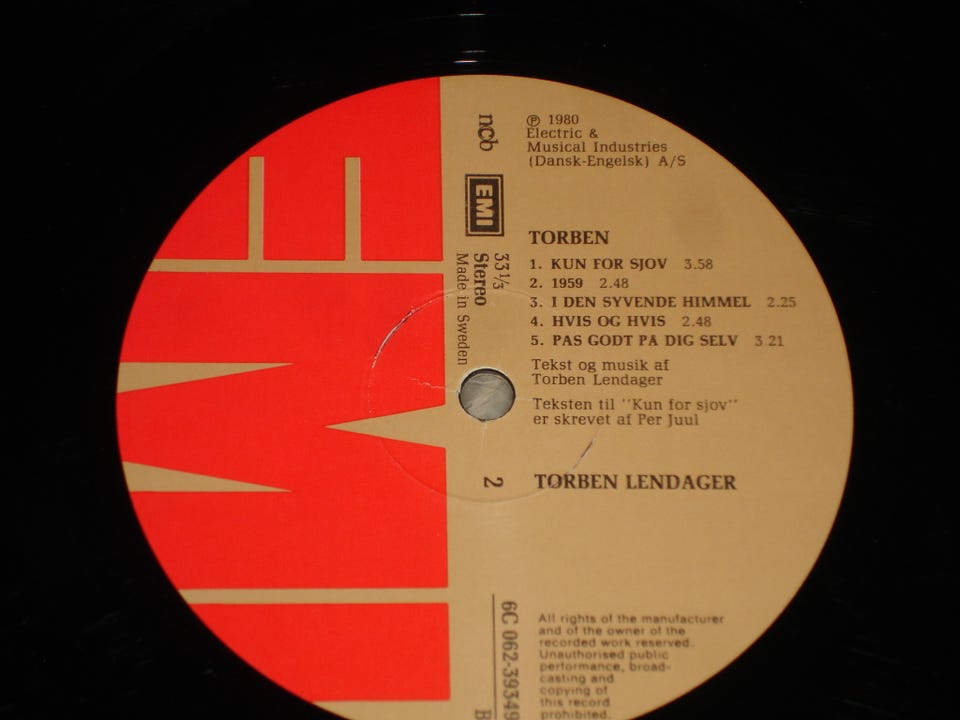 ℗ 1980
Electric &
Musical Industries
(Dansk-Engelsk) A/S
ncb
EMI
33⅓
Stereo
Made in Sweden
TORBEN
1. KUN FOR SJOV 3.58
2. 1959 2.48
3. I DEN SYVENDE HIMMEL 2.25
4. HVIS OG HVIS 2.48
5. PAS GODT PÅ DIG SELV 3.21
Tekst og musik af
Torben Lendager
Teksten til "Kun for sjov"
er skrevet af Per Juul
2
TORBEN LENDAGER
6C 062-39349
All rights of the manufacturer
and of the owner of the
recorded work reserved.
Unauthorised public
performance, broad-
casting and
copying of
this record
prohibited.
EMI